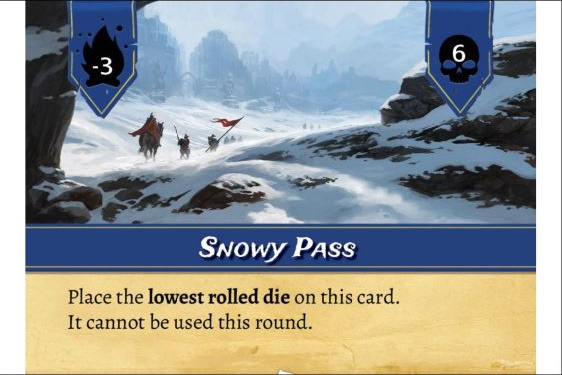 -3
6
Snowy Pass
Place the lowest rolled die on this card.
It cannot be used this round.